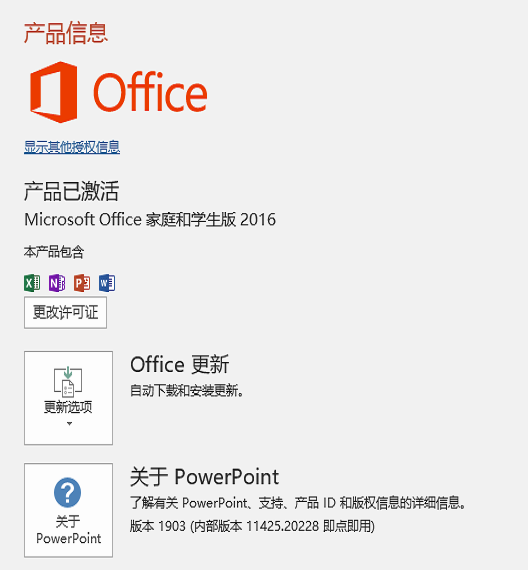 产品信息
Office
显示其他授权信息
产品已激活
Microsoft Office 家庭和学生版 2016
本产品包含
更改许可证
Office 更新
自动下载和安装更新。
更新选项
关于 PowerPoint
了解有关 PowerPoint、支持、产品 ID 和版权信息的详细信息。
版本 1903 (内部版本 11425.20228 即点即用)
关于
PowerPoint